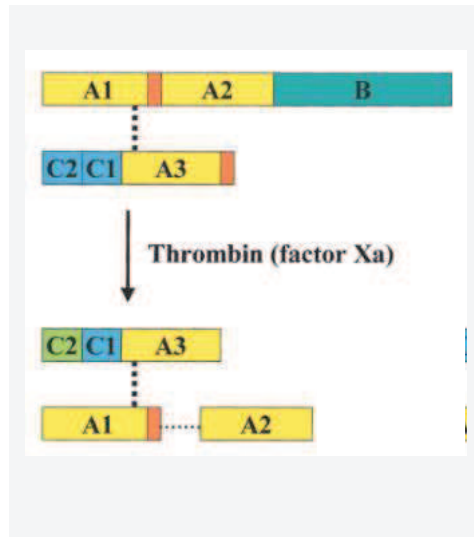 A1 A2 B
C2 C1 A3
Thrombin (factor Xa)
C2 C1 A3
A1 A2